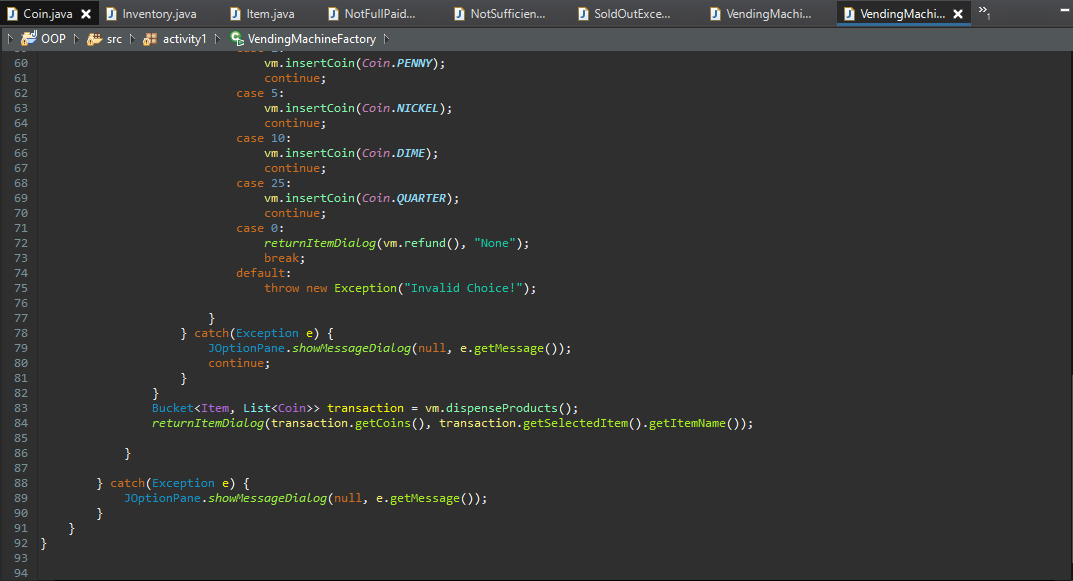 Coin.java Inventory.java Item.java NotFullPaid... NotSufficien... SoldOutExce... VendingMachi... VendingMachi... »1
OOP src activity1 VendingMachineFactory
60 vm.insertCoin(Coin.PENNY);
61 continue;
62 case 5:
63 vm.insertCoin(Coin.NICKEL);
64 continue;
65 case 10:
66 vm.insertCoin(Coin.DIME);
67 continue;
68 case 25:
69 vm.insertCoin(Coin.QUARTER);
70 continue;
71 case 0:
72 returnItemDialog(vm.refund(), "None");
73 break;
74 default:
75 throw new Exception("Invalid Choice!");
76
77 }
78 } catch(Exception e) {
79 JOptionPane.showMessageDialog(null, e.getMessage());
80 continue;
81 }
82 }
83 Bucket<Item, List<Coin>> transaction = vm.dispenseProducts();
84 returnItemDialog(transaction.getCoins(), transaction.getSelectedItem().getItemName());
85
86 }
87
88 } catch(Exception e) {
89 JOptionPane.showMessageDialog(null, e.getMessage());
90 }
91 }
92 }
93
94